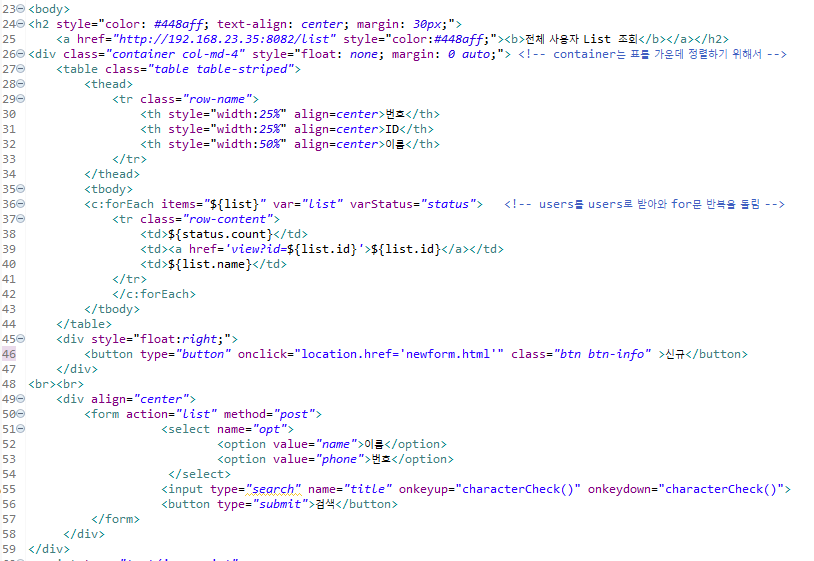 23 <body>
24 <h2 style="color: #448aff; text-align: center; margin: 30px;">
25     <a href="http://192.168.23.35:8082/list" style="color:#448aff;"><b>전체 사용자 List 조회</b></a></h2>
26 <div class="container col-md-4" style="float: none; margin: 0 auto;"> <!-- container는 표를 가운데 정렬하기 위해서 -->
27     <table class="table table-striped">
28         <thead>
29             <tr class="row-name">
30                 <th style="width:25%" align=center>번호</th>
31                 <th style="width:25%" align=center>ID</th>
32                 <th style="width:50%" align=center>이름</th>
33             </tr>
34         </thead>
35         <tbody>
36         <c:forEach items="${list}" var="list" varStatus="status">   <!-- users를 users로 받아와 for문 반복을 돌림 -->
37             <tr class="row-content">
38                 <td>${status.count}</td>
39                 <td><a href='view?id=${list.id}'>${list.id}</a></td>
40                 <td>${list.name}</td>
41             </tr>
42             </c:forEach>
43         </tbody>
44     </table>
45     <div style="float:right;">
46         <button type="button" onclick="location.href='newform.html'" class="btn btn-info" >신규</button>
47     </div>
48 <br><br>
49     <div align="center">
50         <form action="list" method="post">
51                    <select name="opt">
52                            <option value="name">이름</option>
53                            <option value="phone">번호</option>
54                     </select>
55                    <input type="search" name="title" onkeyup="characterCheck()" onkeydown="characterCheck()">
56                    <button type="submit">검색</button>
57          </form>
58      </div>
59 </div>